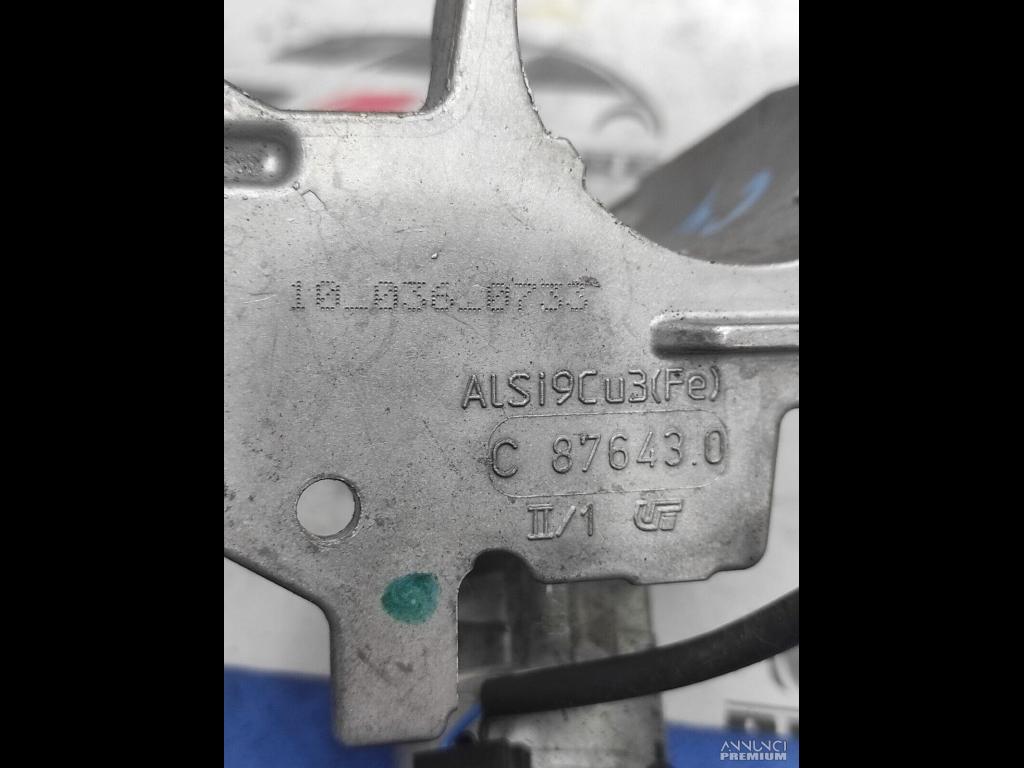 10_036_0733
ALSi9Cu3(Fe)
C 87643.0
II/1
ANNUNCI
PREMIUM